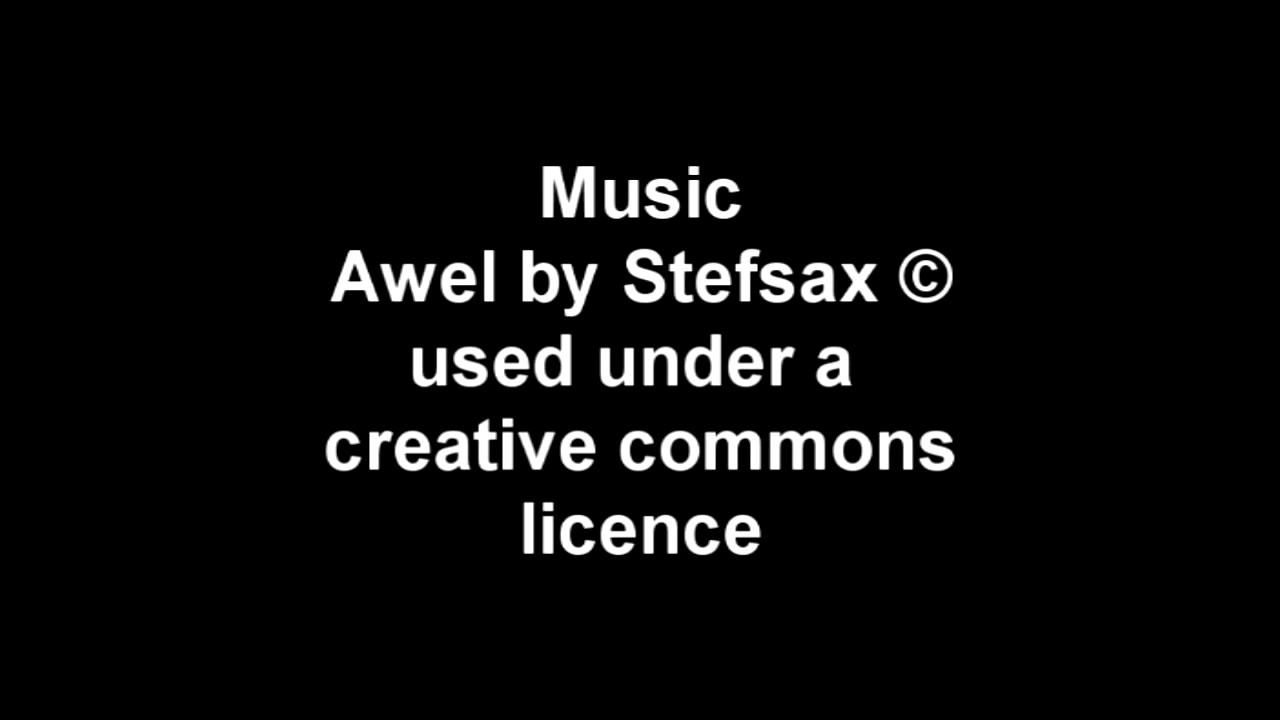 Music
Awel by Stefsax ©
used under a
creative commons
licence